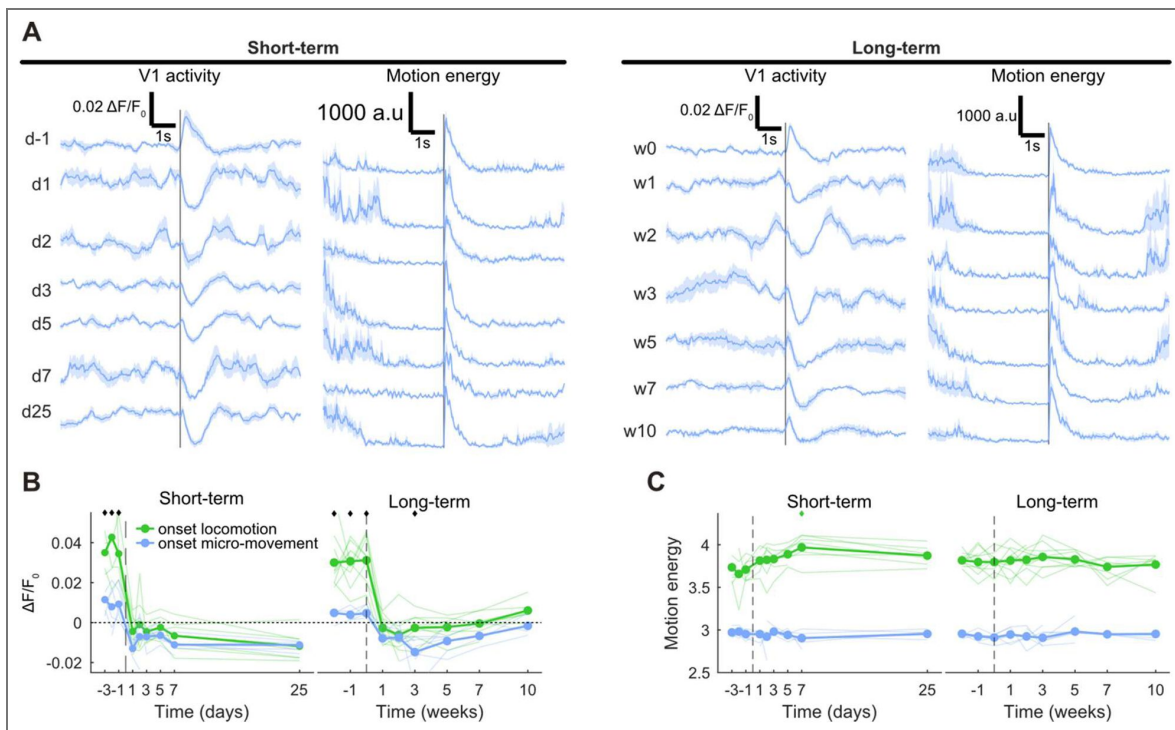 A
Short-term
Long-term
V1 activity
Motion energy
V1 activity
Motion energy
0.02 ΔF/F0
1s
1000 a.u
1s
0.02 ΔF/F0
1s
1000 a.u
1s
d-1
d1
d2
d3
d5
d7
d25
w0
w1
w2
w3
w5
w7
w10
B
Short-term
Long-term
onset locomotion
onset micro-movement
ΔF/F0
0.04
0.02
0
-0.02
-3 -1 1 3 5 7 25
Time (days)
-1 1 3 5 7 10
Time (weeks)
C
Short-term
Long-term
Motion energy
4
3.5
3
2.5
-3 -1 1 3 5 7 25
Time (days)
-1 1 3 5 7 10
Time (weeks)